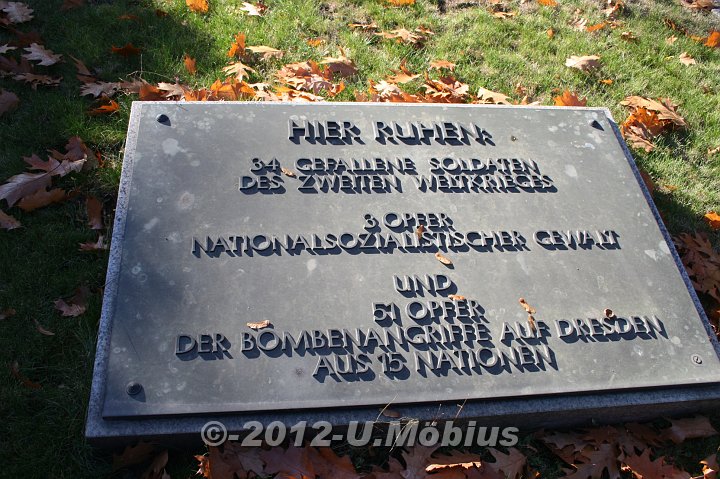 HIER RUHEN:
34 GEFALLENE SOLDATEN
DES ZWEITEN WELTKRIEGES
3 OPFER
NATIONALSOZIALISTISCHER GEWALT
UND
51 OPFER
DER BOMBENANGRIFFE AUF DRESDEN
AUS 15 NATIONEN
©-2012-U.Möbius